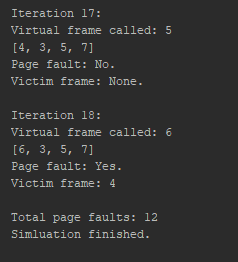 Iteration 17:
Virtual frame called: 5
[4, 3, 5, 7]
Page fault: No.
Victim frame: None.
Iteration 18:
Virtual frame called: 6
[6, 3, 5, 7]
Page fault: Yes.
Victim frame: 4
Total page faults: 12
Simluation finished.